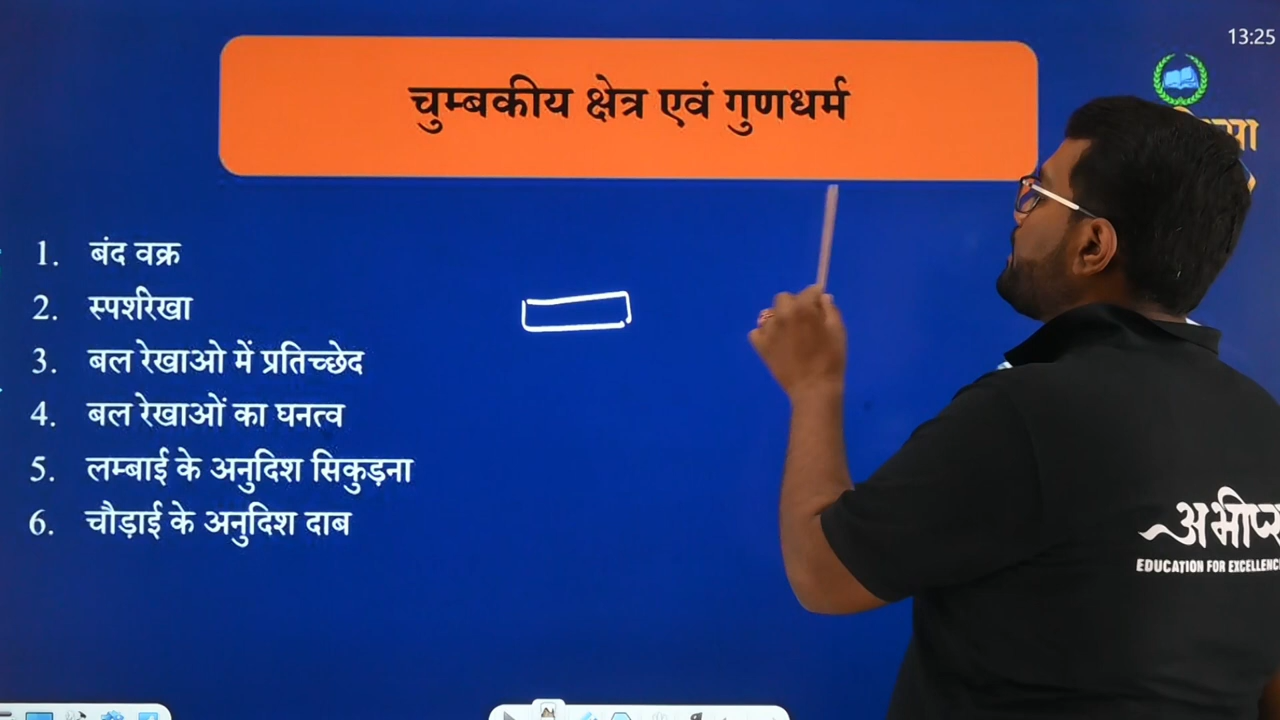 13:25
चुम्बकीय क्षेत्र एवं गुणधर्म
1. बंद वक्र
2. स्पर्शरेखा
3. बल रेखाओ में प्रतिच्छेद
4. बल रेखाओं का घनत्व
5. लम्बाई के अनुदिश सिकुड़ना
6. चौड़ाई के अनुदिश दाब
EDUCATION FOR EXCELLENC